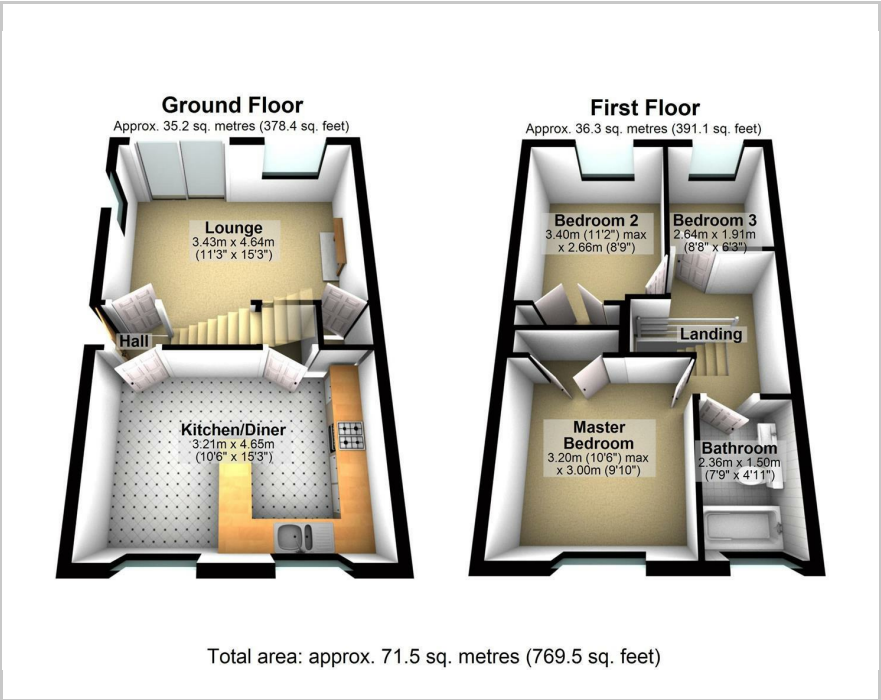 Ground Floor
Approx. 35.2 sq. metres (378.4 sq. feet)
Lounge
3.43m x 4.64m
(11'3" x 15'3")
Hall
Kitchen/Diner
3.21m x 4.65m
(10'6" x 15'3")
First Floor
Approx. 36.3 sq. metres (391.1 sq. feet)
Bedroom 2
3.40m (11'2") max
x 2.66m (8'9")
Bedroom 3
2.64m x 1.91m
(8'8" x 6'3")
Landing
Master
Bedroom
3.20m (10'6") max
x 3.00m (9'10")
Bathroom
2.36m x 1.50m
(7'9" x 4'11")
Total area: approx. 71.5 sq. metres (769.5 sq. feet)